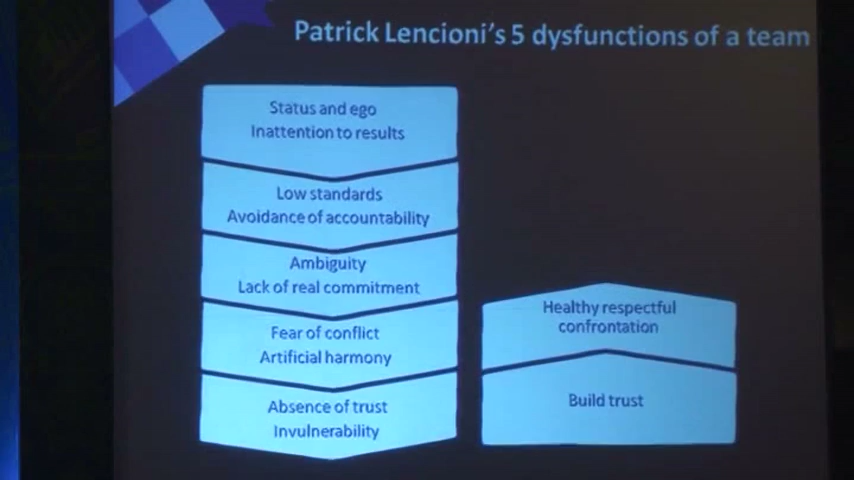 Patrick Lencioni's 5 dysfunctions of a team
Status and ego
Inattention to results
Low standards
Avoidance of accountability
Ambiguity
Lack of real commitment
Fear of conflict
Artificial harmony
Absence of trust
Invulnerability
Healthy respectful
confrontation
Build trust